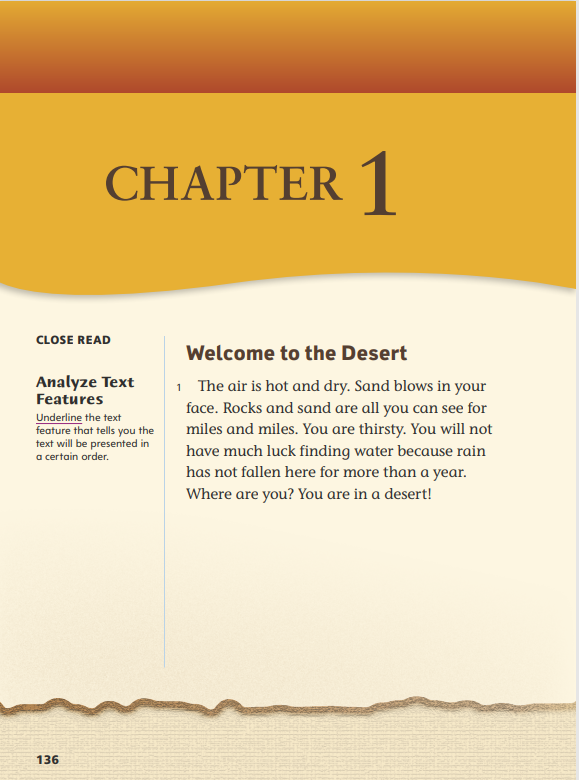 CHAPTER 1
CLOSE READ
Analyze Text
Features
Underline the text
feature that tells you the
text will be presented in
a certain order.
Welcome to the Desert
1 The air is hot and dry. Sand blows in your
face. Rocks and sand are all you can see for
miles and miles. You are thirsty. You will not
have much luck finding water because rain
has not fallen here for more than a year.
Where are you? You are in a desert!
136